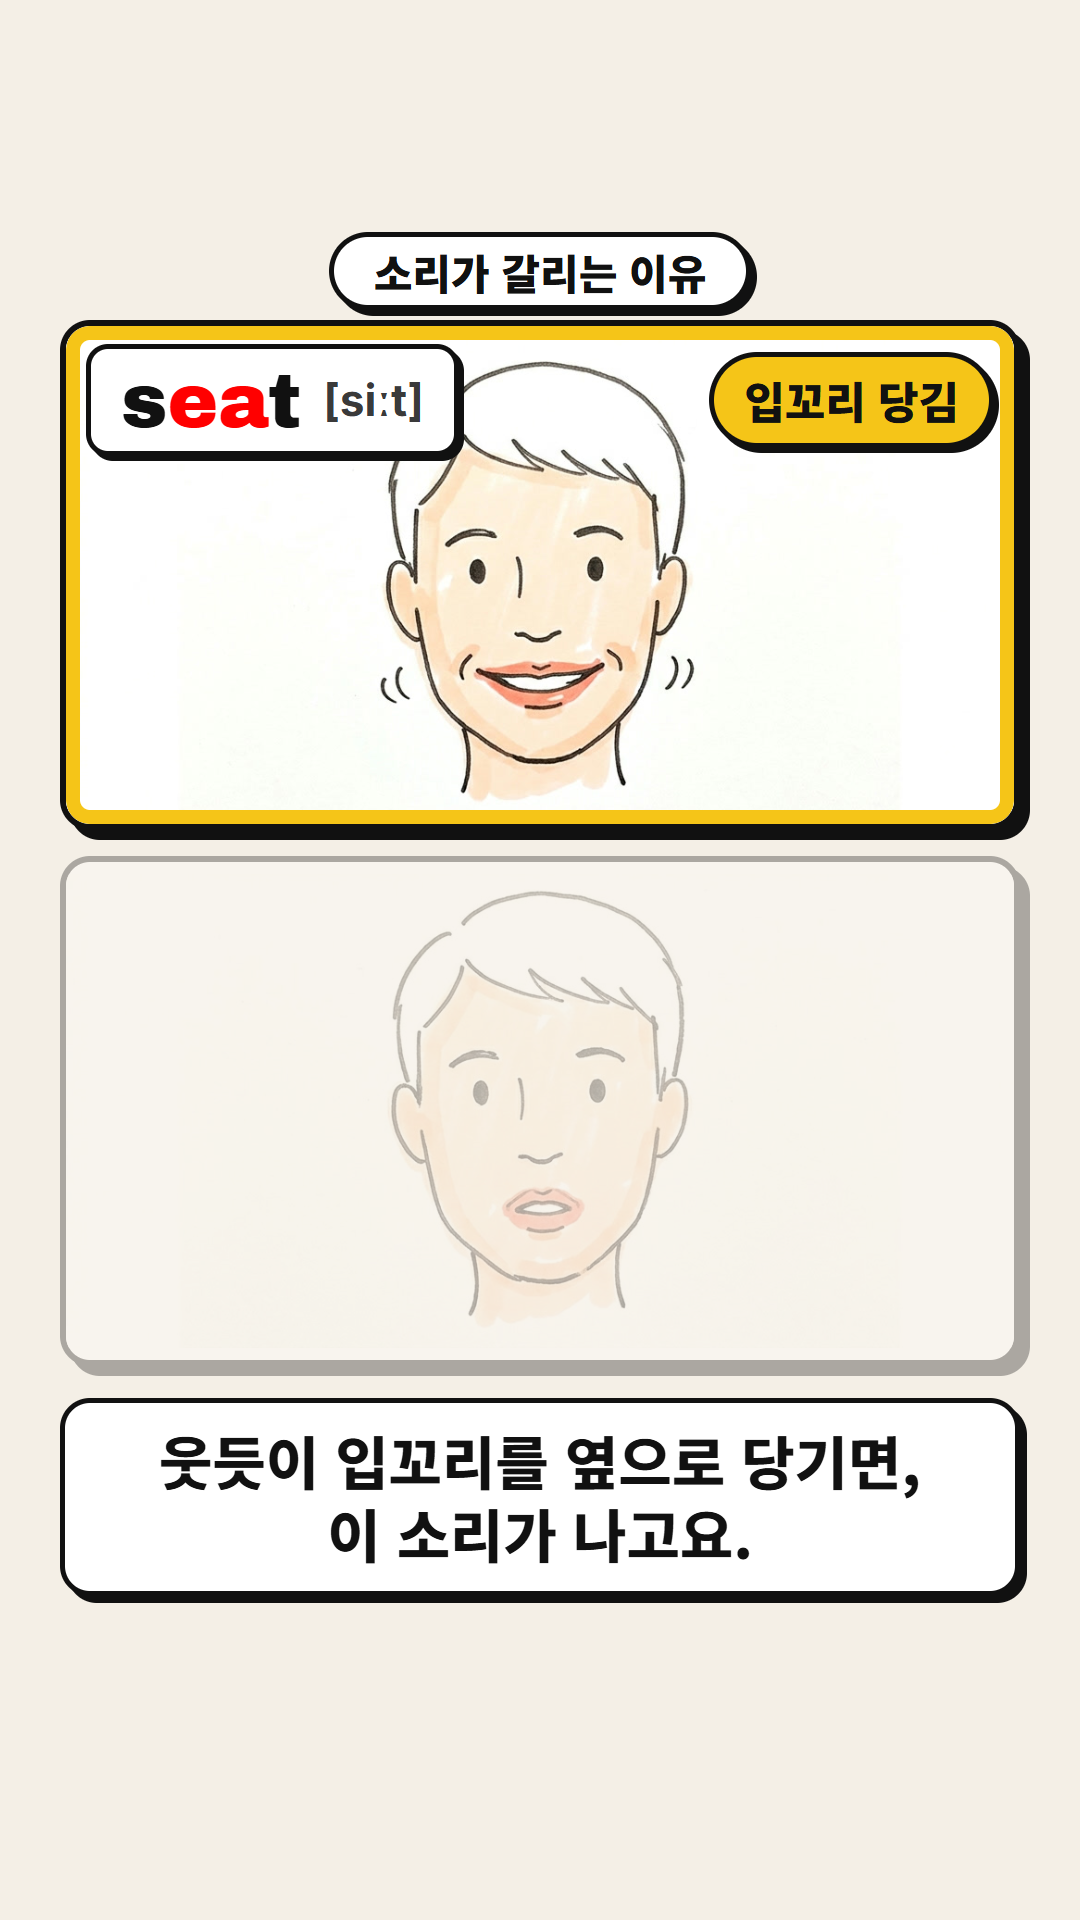 소리가 갈리는 이유
seat [siːt]
입꼬리 당김
웃듯이 입꼬리를 옆으로 당기면,
이 소리가 나고요.